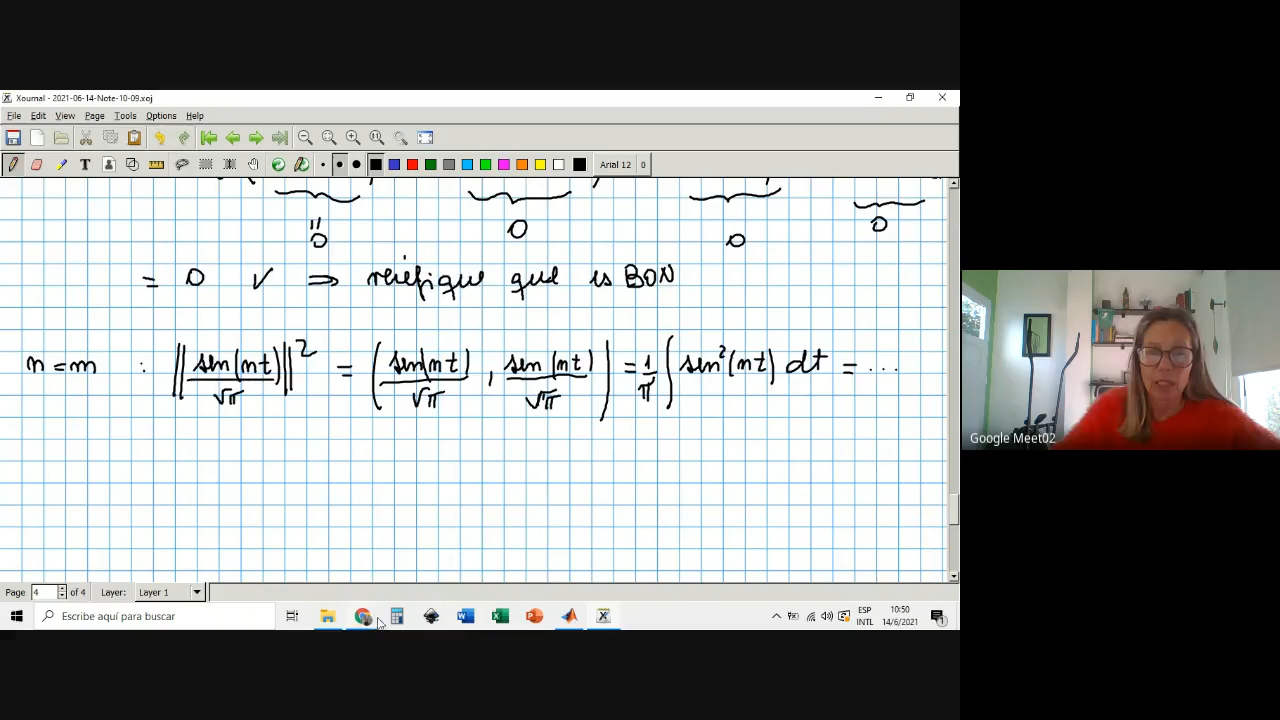 Xournal - 2021-06-14-Note-10-09.xoj
File Edit View Page Tools Options Help
Arial 12 0
0 0 0 0
= 0 ✓ ⇒ verifique que is BON
n=m : ||sen(nt)/√π||² = (sen(nt)/√π , sen(nt)/√π) = 1/π ∫ sen²(nt) dt = ...
Google Meet02
Page 4 of 4 Layer: Layer 1
Escribe aquí para buscar
ESP 10:50
INTL 14/6/2021